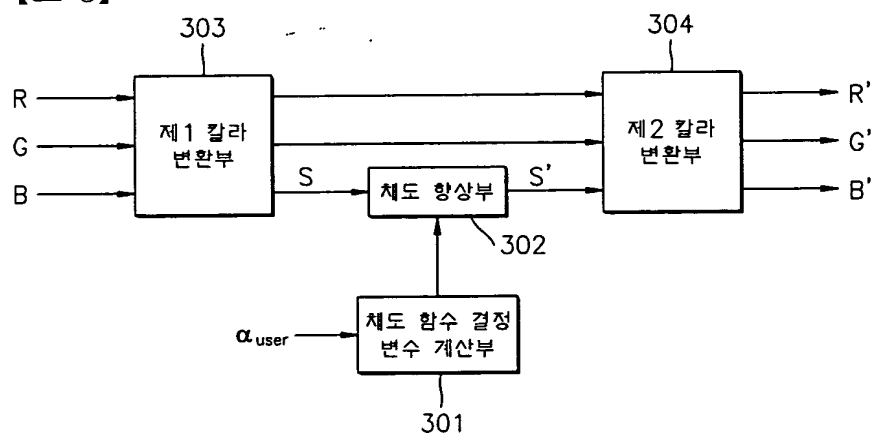 303
304
R
G
B
제1 칼라
변환부
제2 칼라
변환부
R'
G'
B'
S
채도 향상부
S'
302
α user
채도 함수 결정
변수 계산부
301